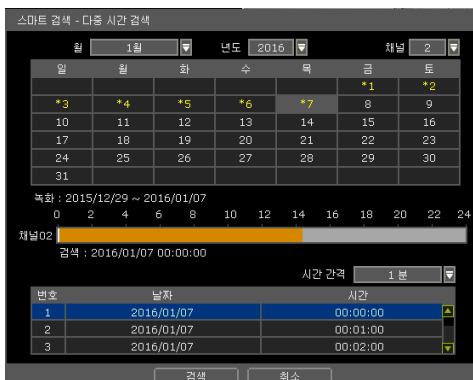 스마트 검색 - 다중 시간 검색
월 1월 년도 2016 채널 2
일 월 화 수 목 금 토
*1 *2
*3 *4 *5 *6 *7 8 9
10 11 12 13 14 15 16
17 18 19 20 21 22 23
24 25 26 27 28 29 30
31
녹화 : 2015/12/29 ~ 2016/01/07
0 2 4 6 8 10 12 14 16 18 20 22 24
채널02
검색 : 2016/01/07 00:00:00
시간 간격 1 분
번호 날짜 시간
1 2016/01/07 00:00:00
2 2016/01/07 00:01:00
3 2016/01/07 00:02:00
검색 취소